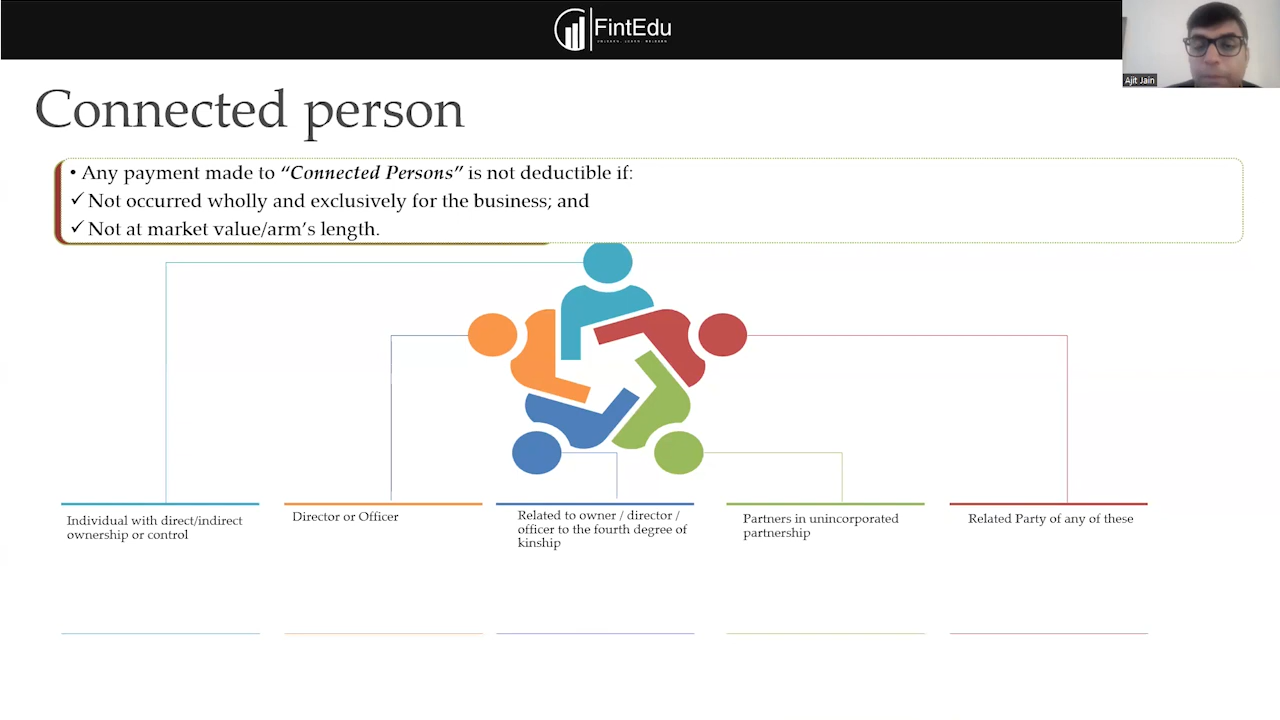 FintEdu
Ajit Jain
Connected person
• Any payment made to “Connected Persons” is not deductible if:
✓ Not occurred wholly and exclusively for the business; and
✓ Not at market value/arm’s length.
Individual with direct/indirect
ownership or control
Director or Officer
Related to owner / director /
officer to the fourth degree of
kinship
Partners in unincorporated
partnership
Related Party of any of these